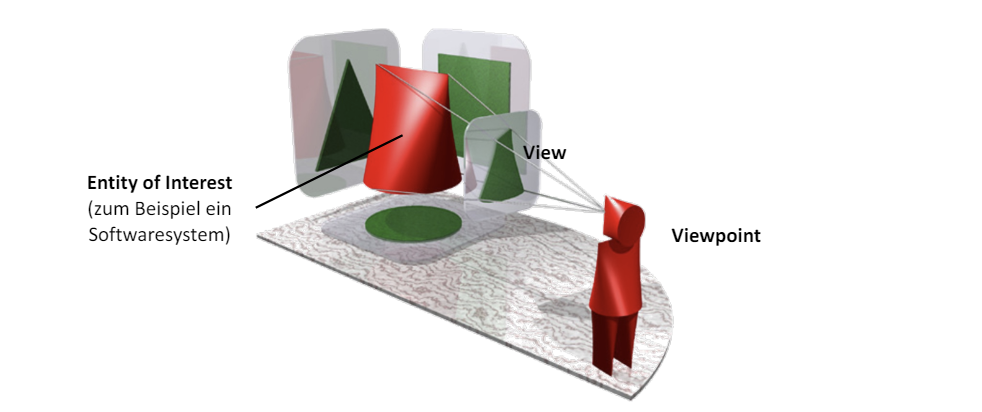 View
Entity of Interest
(zum Beispiel ein
Softwaresystem)
Viewpoint